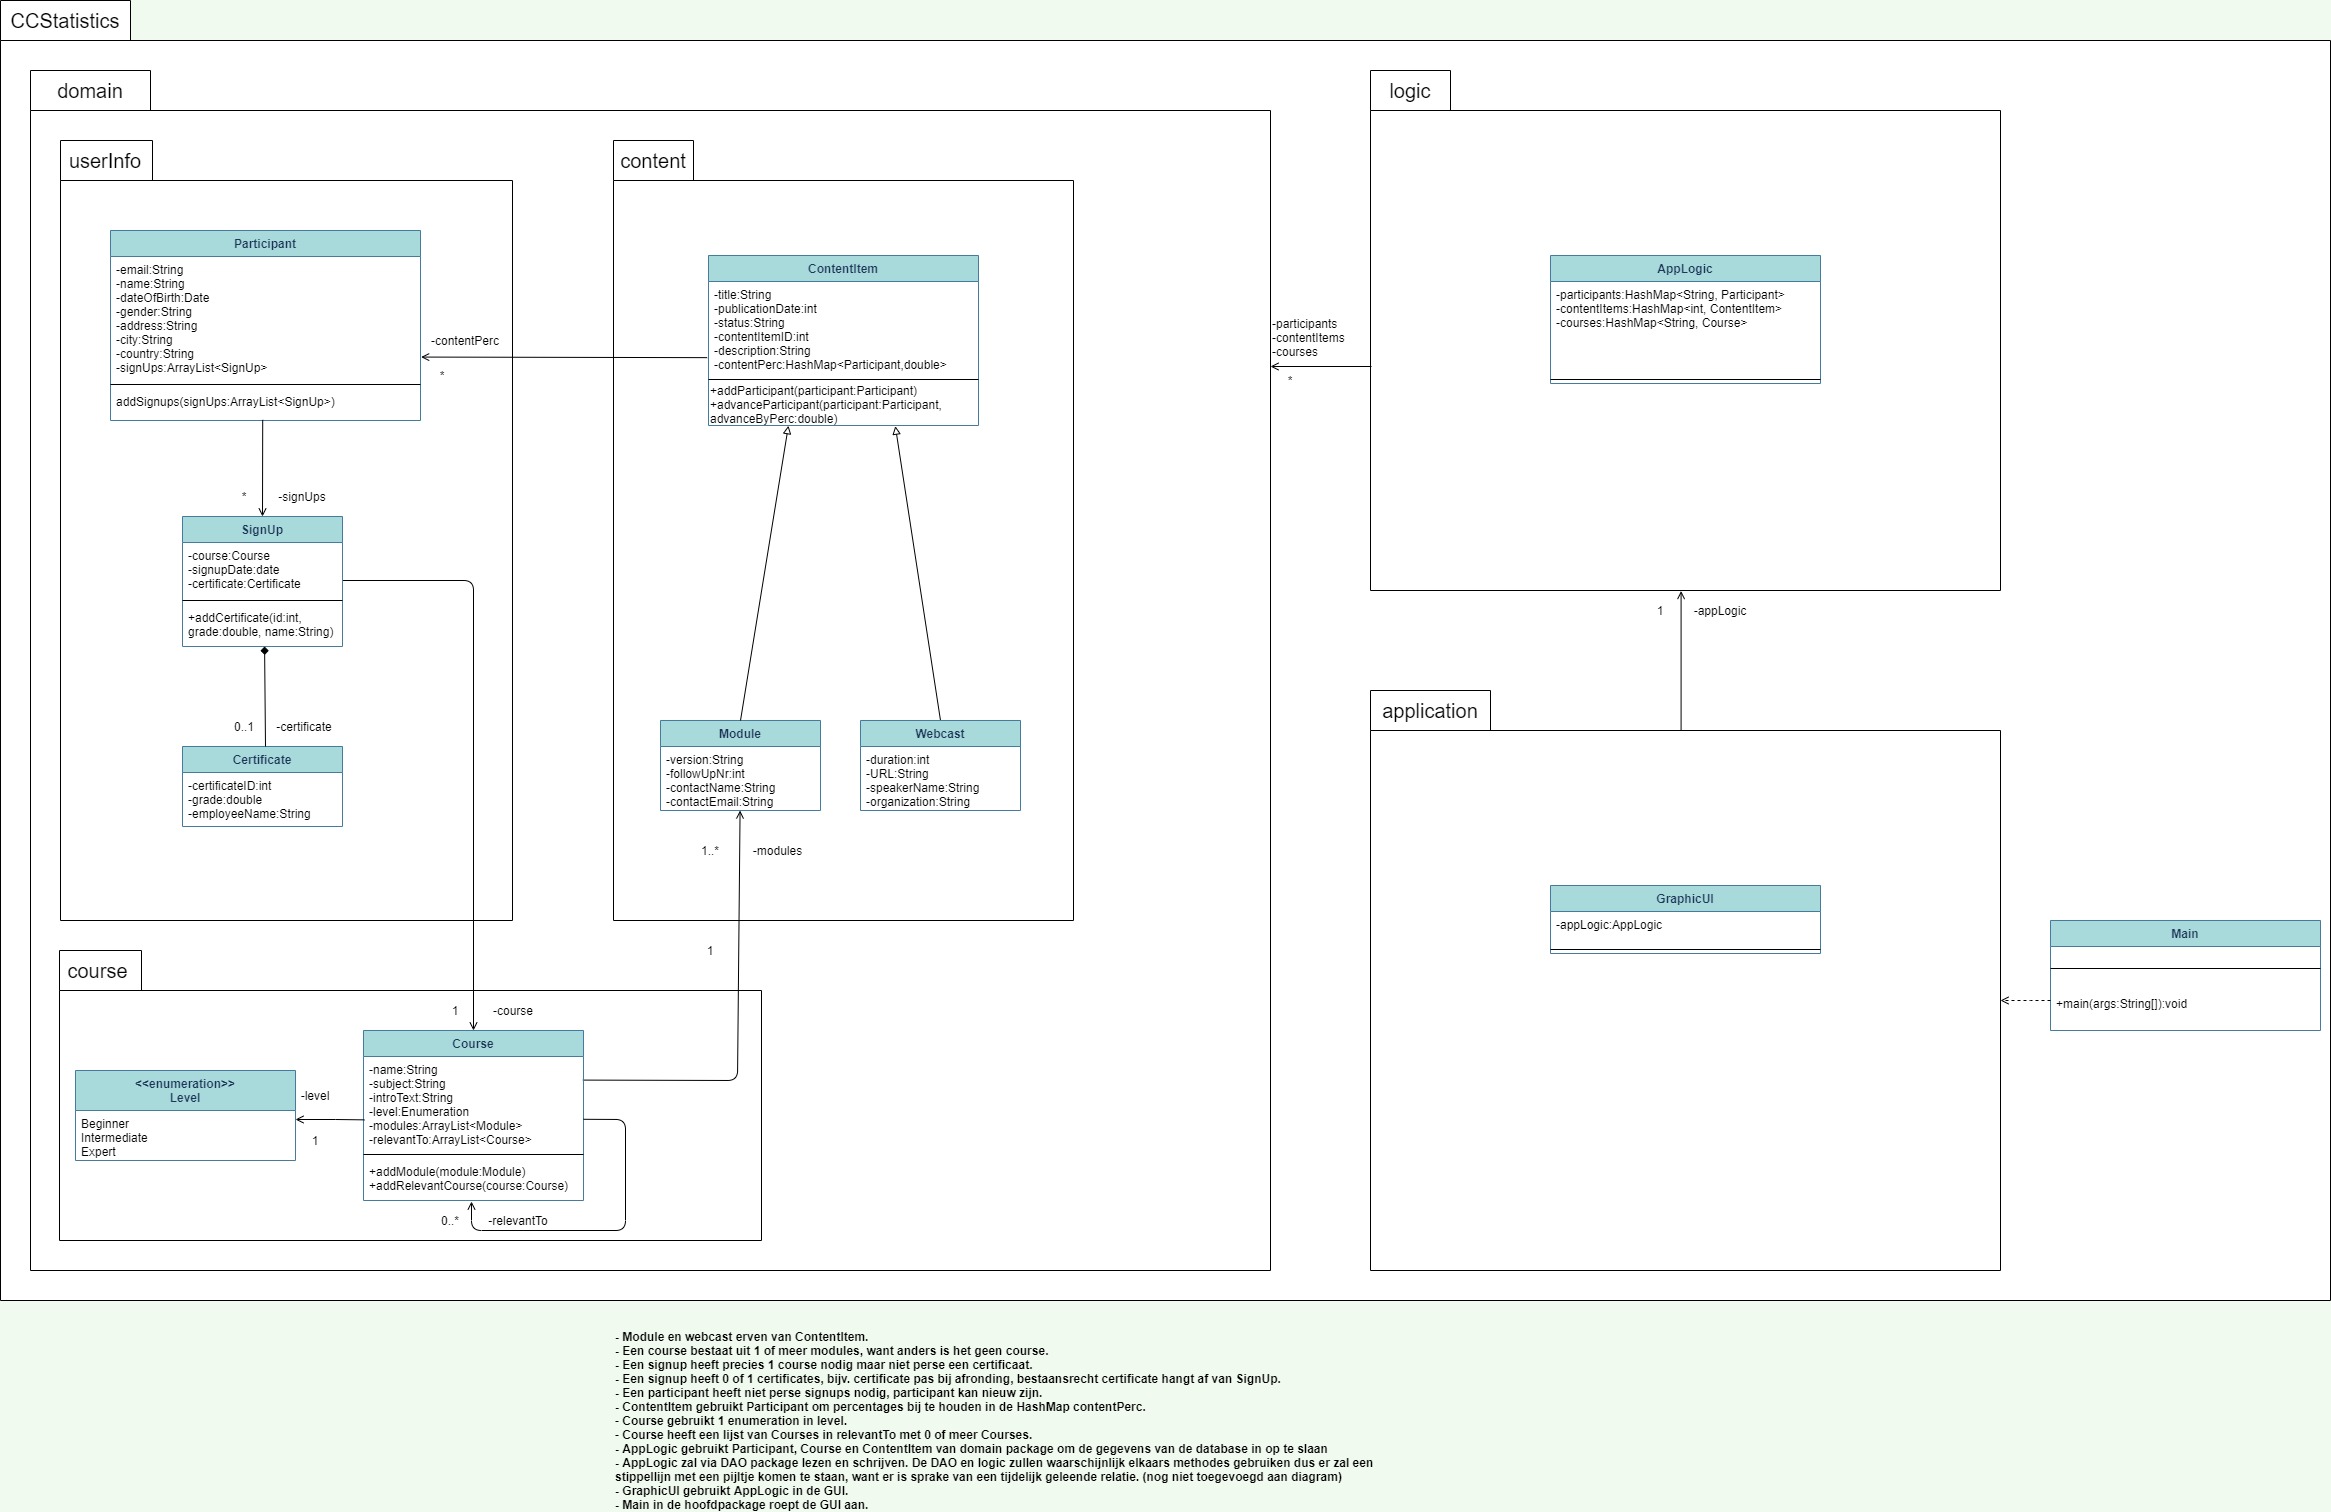 CCStatistics
domain
userInfo
Participant
-email:String
-name:String
-dateOfBirth:Date
-gender:String
-address:String
-city:String
-country:String
-signUps:ArrayList<SignUp>
addSignups(signUps:ArrayList<SignUp>)
*
-signUps
SignUp
-course:Course
-signupDate:date
-certificate:Certificate
+addCertificate(id:int,
grade:double, name:String)
0..1
-certificate
Certificate
-certificateID:int
-grade:double
-employeeName:String
-contentPerc
*
content
ContentItem
-title:String
-publicationDate:int
-status:String
-contentItemID:int
-description:String
-contentPerc:HashMap<Participant,double>
+addParticipant(participant:Participant)
+advanceParticipant(participant:Participant,
advanceByPerc:double)
Module
-version:String
-followUpNr:int
-contactName:String
-contactEmail:String
Webcast
-duration:int
-URL:String
-speakerName:String
-organization:String
1..*
-modules
1
course
1
-course
Course
-name:String
-subject:String
-introText:String
-level:Enumeration
-modules:ArrayList<Module>
-relevantTo:ArrayList<Course>
+addModule(module:Module)
+addRelevantCourse(course:Course)
<<enumeration>>
Level
Beginner
Intermediate
Expert
-level
1
0..*
-relevantTo
-participants
-contentItems
-courses
*
logic
AppLogic
-participants:HashMap<String, Participant>
-contentItems:HashMap<int, ContentItem>
-courses:HashMap<String, Course>
1
-appLogic
application
GraphicUI
-appLogic:AppLogic
Main
+main(args:String[]):void
- Module en webcast erven van ContentItem.
- Een course bestaat uit 1 of meer modules, want anders is het geen course.
- Een signup heeft precies 1 course nodig maar niet perse een certificaat.
- Een signup heeft 0 of 1 certificates, bijv. certificate pas bij afronding, bestaansrecht certificate hangt af van SignUp.
- Een participant heeft niet perse signups nodig, participant kan nieuw zijn.
- ContentItem gebruikt Participant om percentages bij te houden in de HashMap contentPerc.
- Course gebruikt 1 enumeration in level.
- Course heeft een lijst van Courses in relevantTo met 0 of meer Courses.
- AppLogic gebruikt Participant, Course en ContentItem van domain package om de gegevens van de database in op te slaan
- AppLogic zal via DAO package lezen en schrijven. De DAO en logic zullen waarschijnlijk elkaars methodes gebruiken dus er zal een
stippellijn met een pijltje komen te staan, want er is sprake van een tijdelijk geleende relatie. (nog niet toegevoegd aan diagram)
- GraphicUI gebruikt AppLogic in de GUI.
- Main in de hoofdpackage roept de GUI aan.